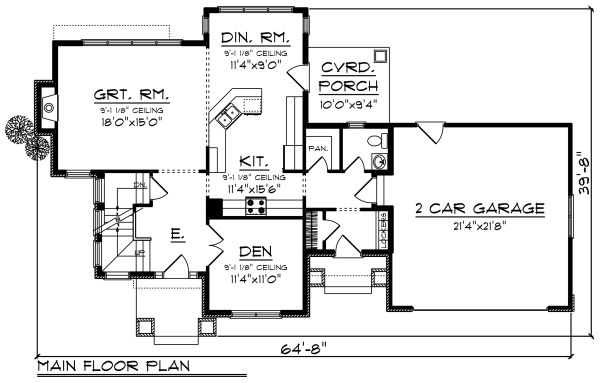 DIN. RM.
9'-1 1/8" CEILING
11'4"x9'0"
CVRD.
PORCH
10'0"x9'4"
GRT. RM.
9'-1 1/8" CEILING
18'0"x15'0"
PAN.
KIT.
9'-1 1/8" CEILING
11'4"x15'6"
DN.
2 CAR GARAGE
21'4"x21'8"
39'-8"
E.
LOCKERS
UP
DEN
9'-1 1/8" CEILING
11'4"x11'0"
64'-8"
MAIN FLOOR PLAN